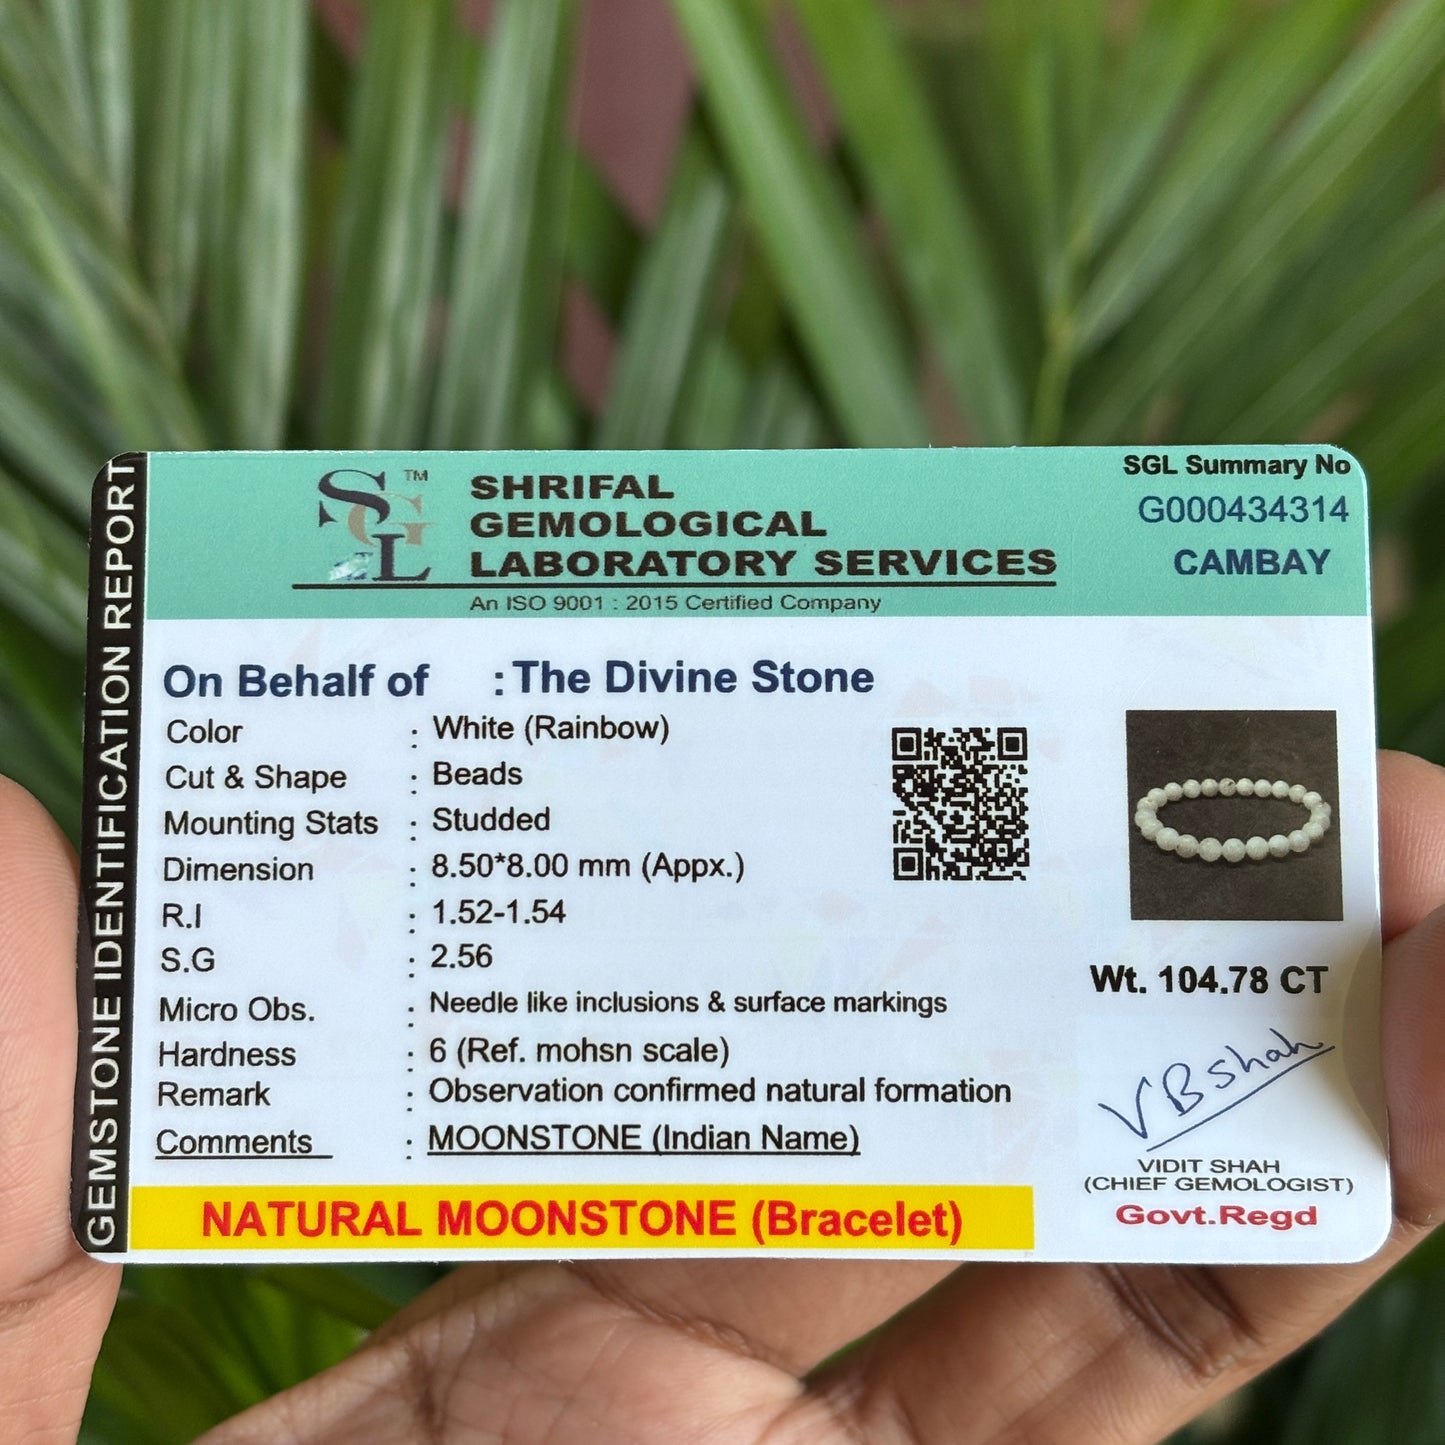 GEMSTONE IDENTIFICATION REPORT
SGL TM
SHRIFAL
GEMOLOGICAL
LABORATORY SERVICES
An ISO 9001 : 2015 Certified Company
SGL Summary No
G000434314
CAMBAY
On Behalf of : The Divine Stone
Color : White (Rainbow)
Cut & Shape : Beads
Mounting Stats : Studded
Dimension : 8.50*8.00 mm (Appx.)
R.I : 1.52-1.54
S.G : 2.56
Micro Obs. : Needle like inclusions & surface markings
Hardness : 6 (Ref. mohsn scale)
Remark : Observation confirmed natural formation
Comments : MOONSTONE (Indian Name)
NATURAL MOONSTONE (Bracelet)
Wt. 104.78 CT
VBshah
VIDIT SHAH
(CHIEF GEMOLOGIST)
Govt.Regd